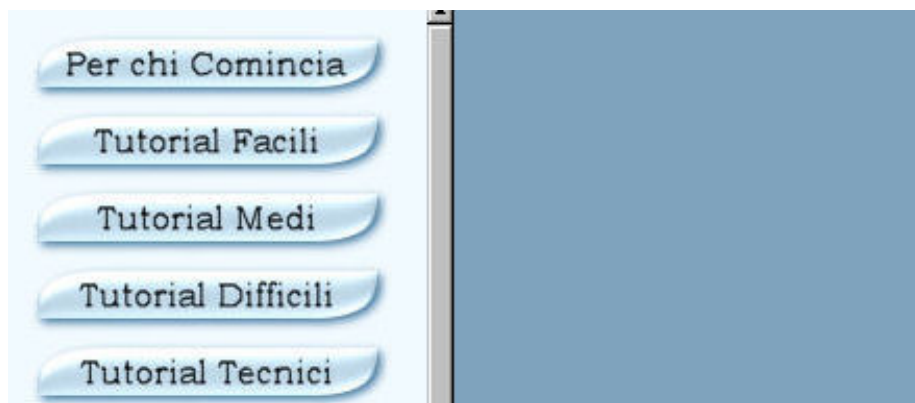 Per chi Comincia
Tutorial Facili
Tutorial Medi
Tutorial Difficili
Tutorial Tecnici